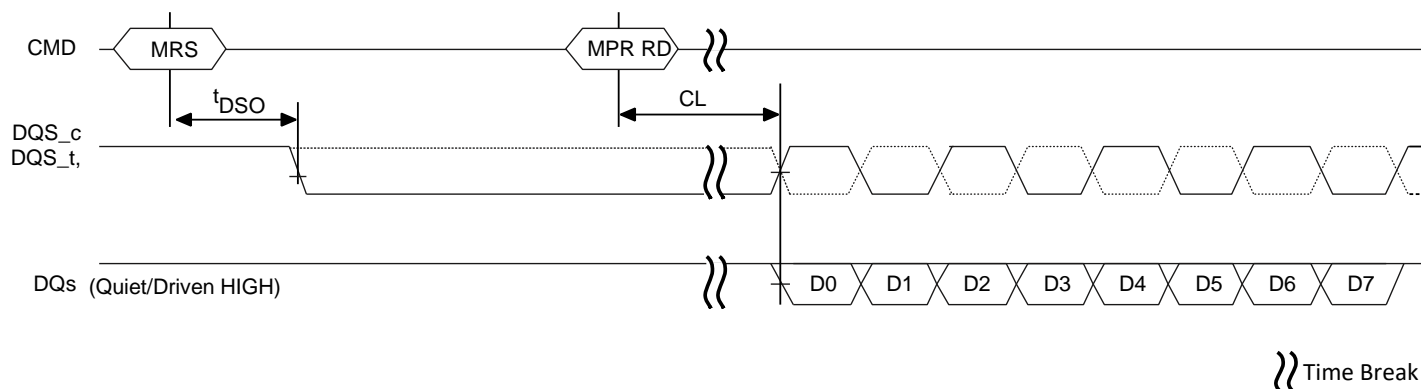 CMD
MRS
MPR RD
tDSO
CL
DQS_c
DQS_t,
DQs (Quiet/Driven HIGH)
D0 D1 D2 D3 D4 D5 D6 D7
Time Break